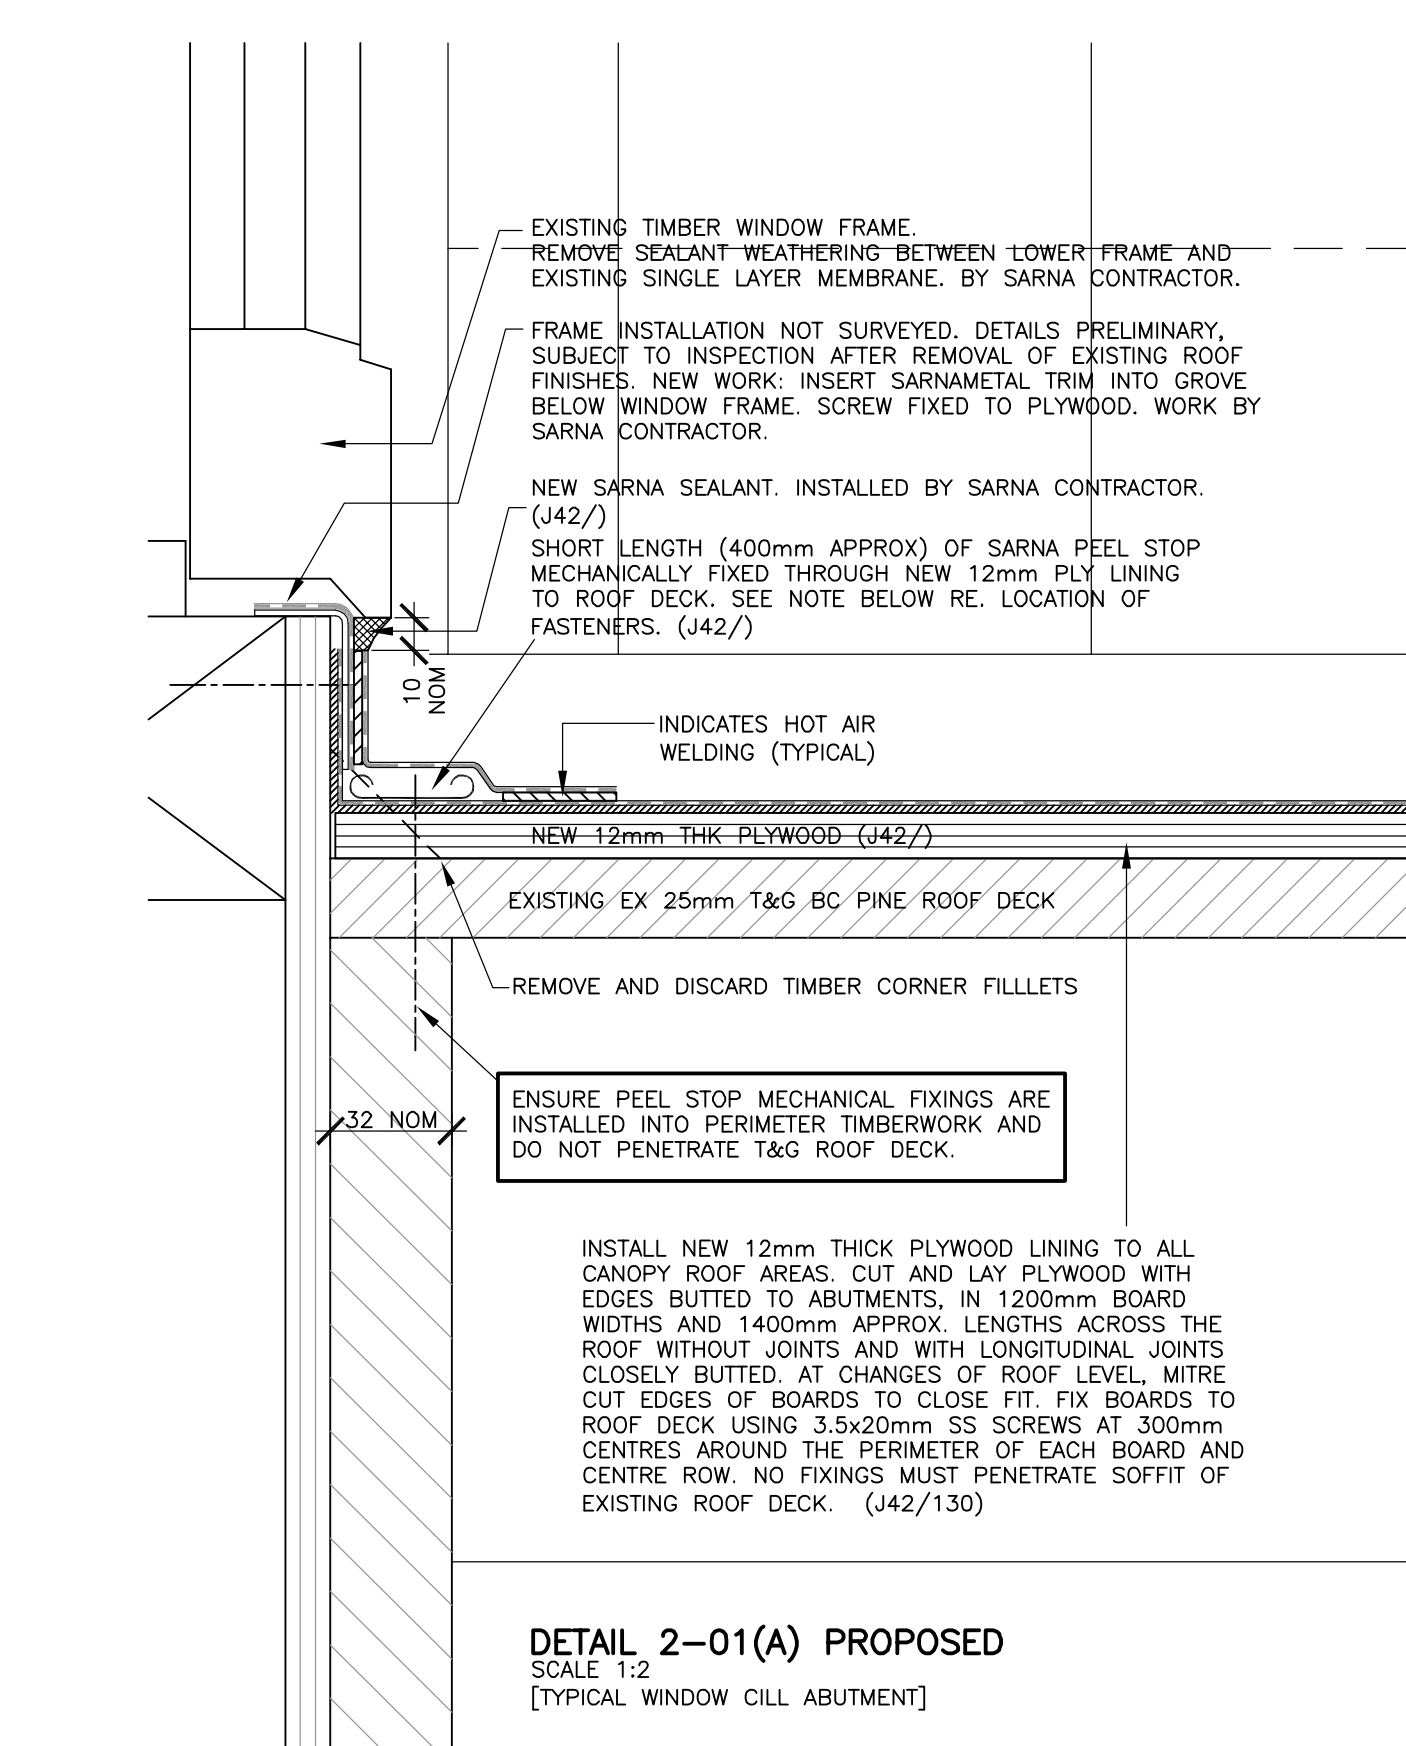 EXISTING TIMBER WINDOW FRAME.
REMOVE SEALANT WEATHERING BETWEEN LOWER FRAME AND
EXISTING SINGLE LAYER MEMBRANE. BY SARNA CONTRACTOR.
FRAME INSTALLATION NOT SURVEYED. DETAILS PRELIMINARY,
SUBJECT TO INSPECTION AFTER REMOVAL OF EXISTING ROOF
FINISHES. NEW WORK: INSERT SARNAMETAL TRIM INTO GROVE
BELOW WINDOW FRAME. SCREW FIXED TO PLYWOOD. WORK BY
SARNA CONTRACTOR.
NEW SARNA SEALANT. INSTALLED BY SARNA CONTRACTOR.
(J42/)
SHORT LENGTH (400mm APPROX) OF SARNA PEEL STOP
MECHANICALLY FIXED THROUGH NEW 12mm PLY LINING
TO ROOF DECK. SEE NOTE BELOW RE. LOCATION OF
FASTENERS. (J42/)
10
NOM
INDICATES HOT AIR
WELDING (TYPICAL)
NEW 12mm THK PLYWOOD (J42/)
EXISTING EX 25mm T&G BC PINE ROOF DECK
REMOVE AND DISCARD TIMBER CORNER FILLLETS
ENSURE PEEL STOP MECHANICAL FIXINGS ARE
INSTALLED INTO PERIMETER TIMBERWORK AND
DO NOT PENETRATE T&G ROOF DECK.
32 NOM
INSTALL NEW 12mm THICK PLYWOOD LINING TO ALL
CANOPY ROOF AREAS. CUT AND LAY PLYWOOD WITH
EDGES BUTTED TO ABUTMENTS, IN 1200mm BOARD
WIDTHS AND 1400mm APPROX. LENGTHS ACROSS THE
ROOF WITHOUT JOINTS AND WITH LONGITUDINAL JOINTS
CLOSELY BUTTED. AT CHANGES OF ROOF LEVEL, MITRE
CUT EDGES OF BOARDS TO CLOSE FIT. FIX BOARDS TO
ROOF DECK USING 3.5x20mm SS SCREWS AT 300mm
CENTRES AROUND THE PERIMETER OF EACH BOARD AND
CENTRE ROW. NO FIXINGS MUST PENETRATE SOFFIT OF
EXISTING ROOF DECK. (J42/130)
DETAIL 2-01(A) PROPOSED
SCALE 1:2
[TYPICAL WINDOW CILL ABUTMENT]